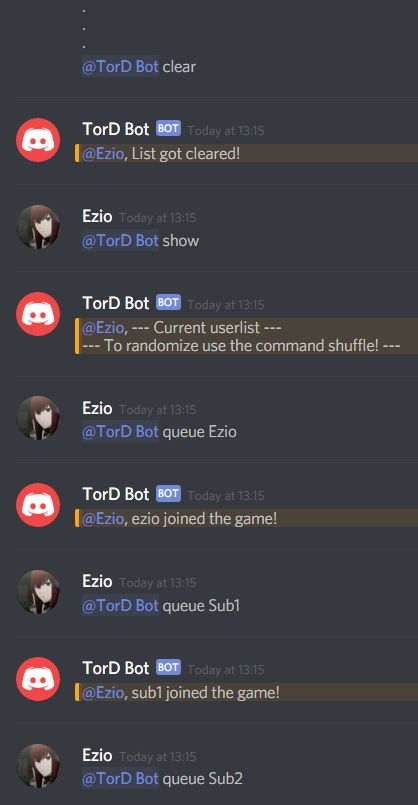 .
.
.
@TorD Bot clear
TorD Bot BOT Today at 13:15
@Ezio, List got cleared!
Ezio Today at 13:15
@TorD Bot show
TorD Bot BOT Today at 13:15
@Ezio, --- Current userlist ---
--- To randomize use the command shuffle! ---
Ezio Today at 13:15
@TorD Bot queue Ezio
TorD Bot BOT Today at 13:15
@Ezio, ezio joined the game!
Ezio Today at 13:15
@TorD Bot queue Sub1
TorD Bot BOT Today at 13:15
@Ezio, sub1 joined the game!
Ezio Today at 13:15
@TorD Bot queue Sub2